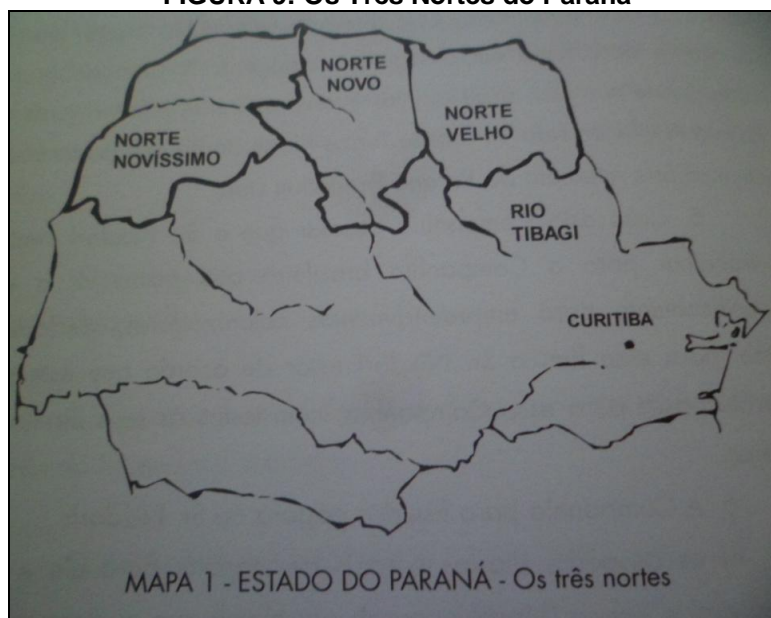 FIGURA Os Três Nortes do Paraná
NORTE
NOVO
NORTE
VELHO
NORTE
NOVÍSSIMO
RIO
TIBAGI
CURITIBA
MAPA 1 - ESTADO DO PARANÁ - Os três nortes